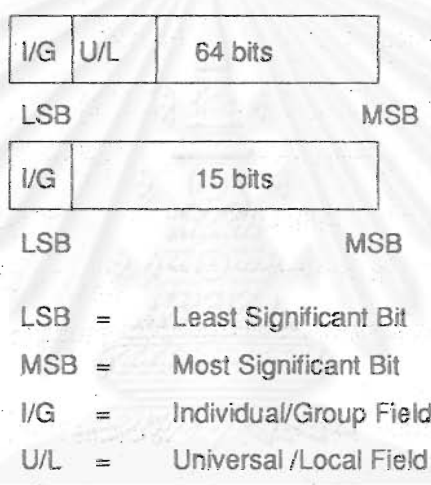 I/G U/L 64 bits
LSB MSB
I/G 15 bits
LSB MSB
LSB = Least Significant Bit
MSB = Most Significant Bit
I/G = Individual/Group Field
U/L = Universal /Local Field